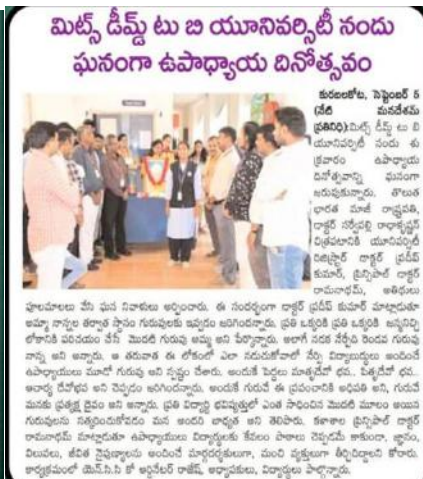 మిట్స్ డీమ్డ్ టు బి యూనివర్సిటీ నందు
ఘనంగా ఉపాధ్యాయ దినోత్సవం
కురబలకోట, సెప్టెంబర్ 5
(నేటి మనదేశమ్
ప్రతినిధి):మిట్స్ డీమ్డ్ టు బి
యూనివర్సిటీ నందు శు
క్రవారం ఉపాధ్యాయ
దినోత్సవాన్ని ఘనంగా
జరుపుకున్నారు. తొలుత
భారత మాజీ రాష్ట్రపతి,
డాక్టర్ సర్వేపల్లి రాధాకృష్ణన్
చిత్రపటానికి యూనివర్సిటీ
రిజిస్ట్రార్ డాక్టర్ ప్రదీప్
కుమార్, ప్రిన్సిపాల్ డాక్టర్
రామనాథమ్, అతిథులు
పూలమాలలు వేసి ఘన నివాళులు అర్పించారు. ఈ సందర్భంగా డాక్టర్ ప్రదీప్ కుమార్ మాట్లాడుతూ
అమ్మా నాన్నల తర్వాత స్థానం గురువులకు ఇవ్వడం జరిగిందన్నారు. ప్రతి ఒక్కరికి ప్రతి ఒక్కరికి జన్మనిచ్చి
లోకానికి పరిచయం చేసే మొదటి గురువు అమ్మ అని పేర్కొన్నారు. అలాగే నడక నేర్పేది రెండవ గురువు
నాన్న అని అన్నారు. ఆ తరువాత ఈ లోకంలో ఎలా నడుచుకోవాలో నేర్పి విద్యాబుద్ధులు అందించే
ఉపాధ్యాయులు మూడో గురువు అని స్పష్టం చేశారు. అందుకే పెద్దలు మాతృదేవో భవ.. పితృదేవో భవ..
ఆచార్య దేవోభవ అని చెప్పడం జరిగిందన్నారు. అందుకే గురువే ఈ ప్రపంచానికి అధిపతి అని, గురువే
మనకు ప్రత్యక్ష దైవం అని అన్నారు. ప్రతి విద్యార్థి భవిష్యత్తులో ఎంత సాధించిన మొదటి మూలం అయిన
గురువులను సత్కరించుకోవడం మన అందరి బాధ్యత అని తెలిపారు. కళాశాల ప్రిన్సిపాల్ డాక్టర్
రామనాథమ్ మాట్లాడుతూ ఉపాధ్యాయులు విద్యార్థులకు కేవలం పాఠాలు చెప్పడమే కాకుండా, జ్ఞానం,
విలువలు, జీవిత నైపుణ్యాలను అందించే మార్గదర్శకులుగా, మంచి వ్యక్తులుగా తీర్చిదిద్దాలని కోరారు.
కార్యక్రమంలో యెన్.సి.సి కో ఆర్డినేటర్ రాజేష్, అధ్యాపకులు, విద్యార్థులు పాల్గొన్నారు.